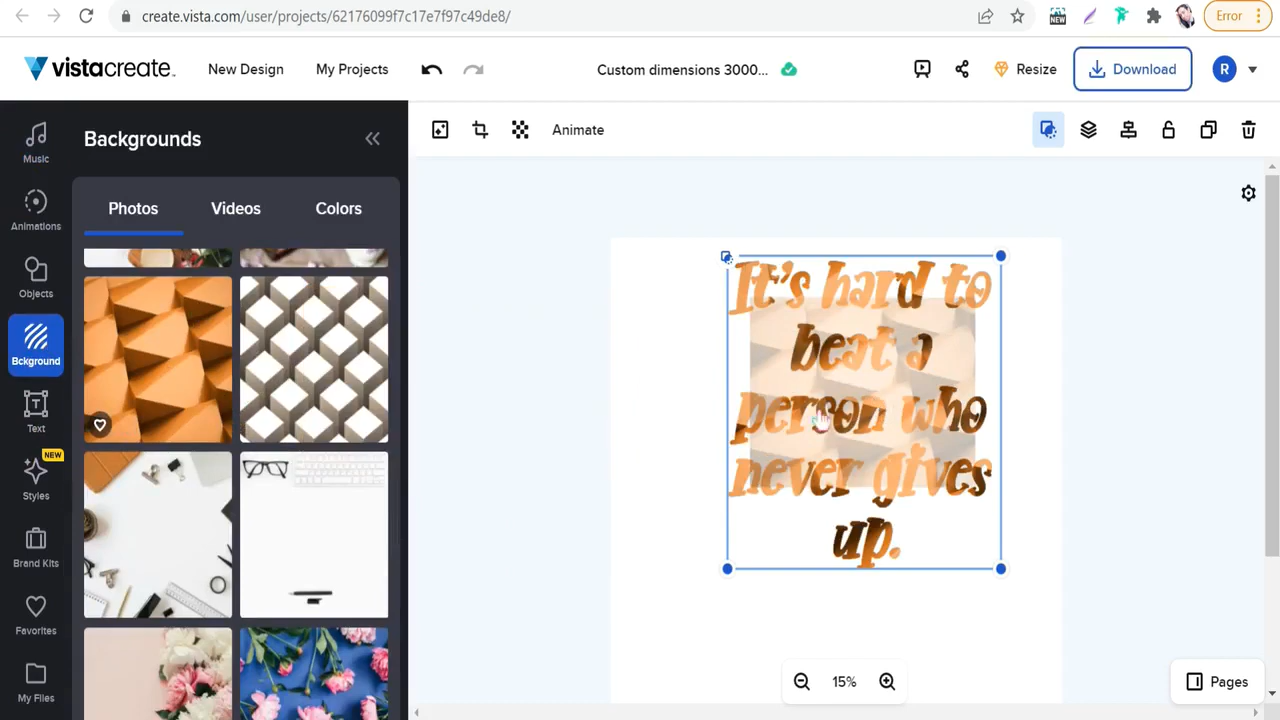 create.vista.com/user/projects/62176099f7c17e7f97c49de8/
NEW
Error
vistacreate
New Design
My Projects
Custom dimensions 3000...
Resize
Download
R
Music
Animations
Objects
Bckground
Text
NEW
Styles
Brand Kits
Favorites
My Files
Backgrounds
Photos
Videos
Colors
Animate
It's hard to
beat a
person who
never gives
up.
15%
Pages